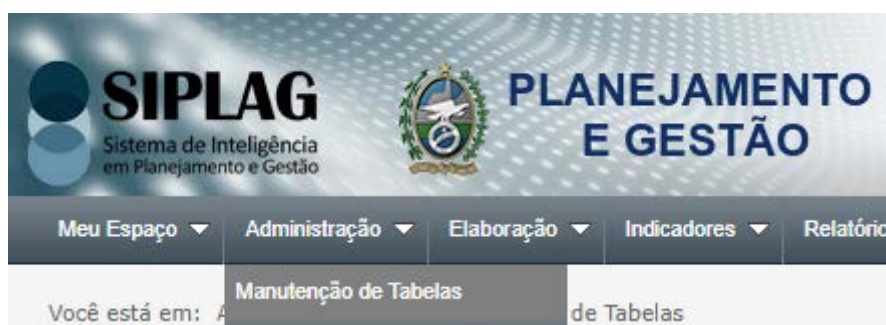 SIPLAG
Sistema de Inteligência
em Planejamento e Gestão
PLANEJAMENTO
E GESTÃO
Meu Espaço Administração Elaboração Indicadores
Manutenção de Tabelas
Você está em: de Tabelas